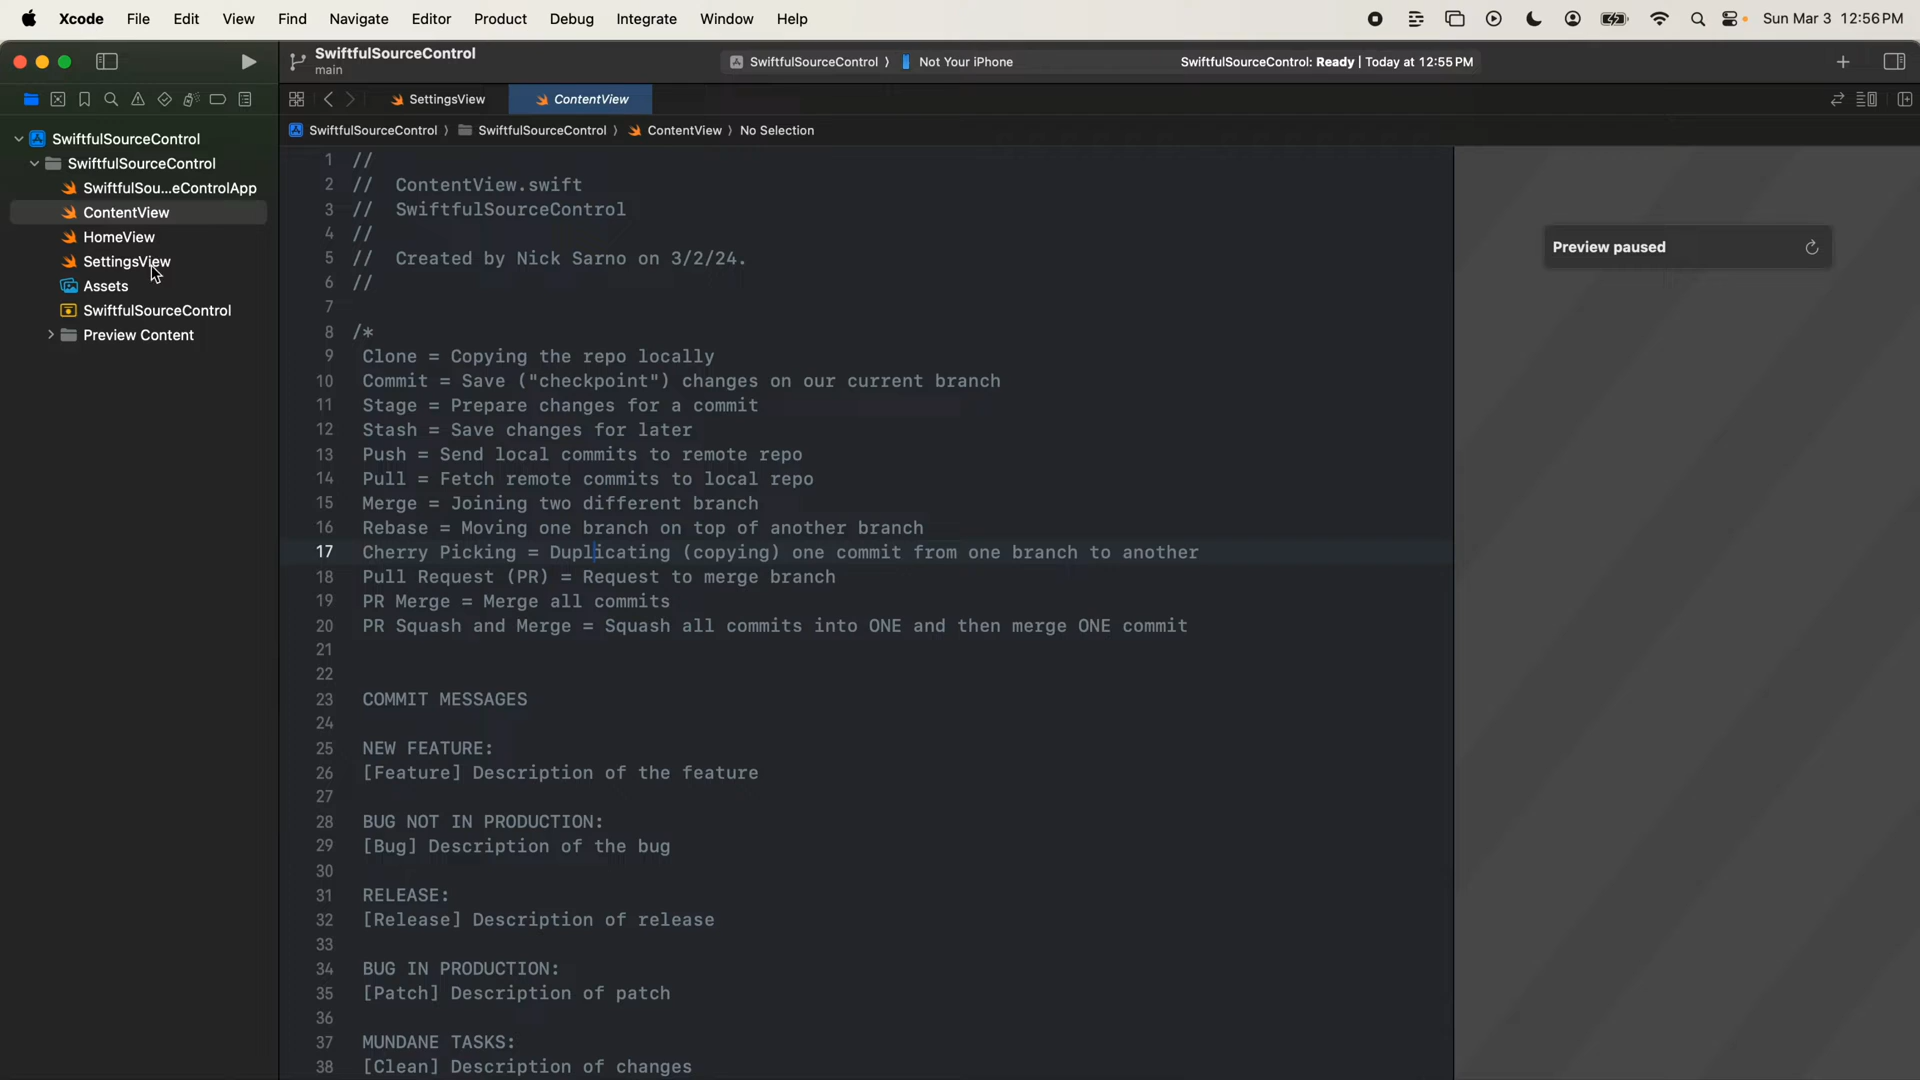 Xcode File Edit View Find Navigate Editor Product Debug Integrate Window Help Sun Mar 3 12:56 PM
SwiftfulSourceControl
main
SwiftfulSourceControl 〉 Not Your iPhone
SwiftfulSourceControl: Ready | Today at 12:55 PM
SettingsView
ContentView
SwiftfulSourceControl 〉 SwiftfulSourceControl 〉 ContentView 〉 No Selection
SwiftfulSourceControl
SwiftfulSourceControl
SwiftfulSou...eControlApp
ContentView
HomeView
SettingsView
Assets
SwiftfulSourceControl
Preview Content
1 //
2 //  ContentView.swift
3 //  SwiftfulSourceControl
4 //
5 //  Created by Nick Sarno on 3/2/24.
6 //
7
8 /*
9 Clone = Copying the repo locally
10 Commit = Save ("checkpoint") changes on our current branch
11 Stage = Prepare changes for a commit
12 Stash = Save changes for later
13 Push = Send local commits to remote repo
14 Pull = Fetch remote commits to local repo
15 Merge = Joining two different branch
16 Rebase = Moving one branch on top of another branch
17 Cherry Picking = Duplicating (copying) one commit from one branch to another
18 Pull Request (PR) = Request to merge branch
19 PR Merge = Merge all commits
20 PR Squash and Merge = Squash all commits into ONE and then merge ONE commit
21
22
23 COMMIT MESSAGES
24
25 NEW FEATURE:
26 [Feature] Description of the feature
27
28 BUG NOT IN PRODUCTION:
29 [Bug] Description of the bug
30
31 RELEASE:
32 [Release] Description of release
33
34 BUG IN PRODUCTION:
35 [Patch] Description of patch
36
37 MUNDANE TASKS:
38 [Clean] Description of changes
Preview paused